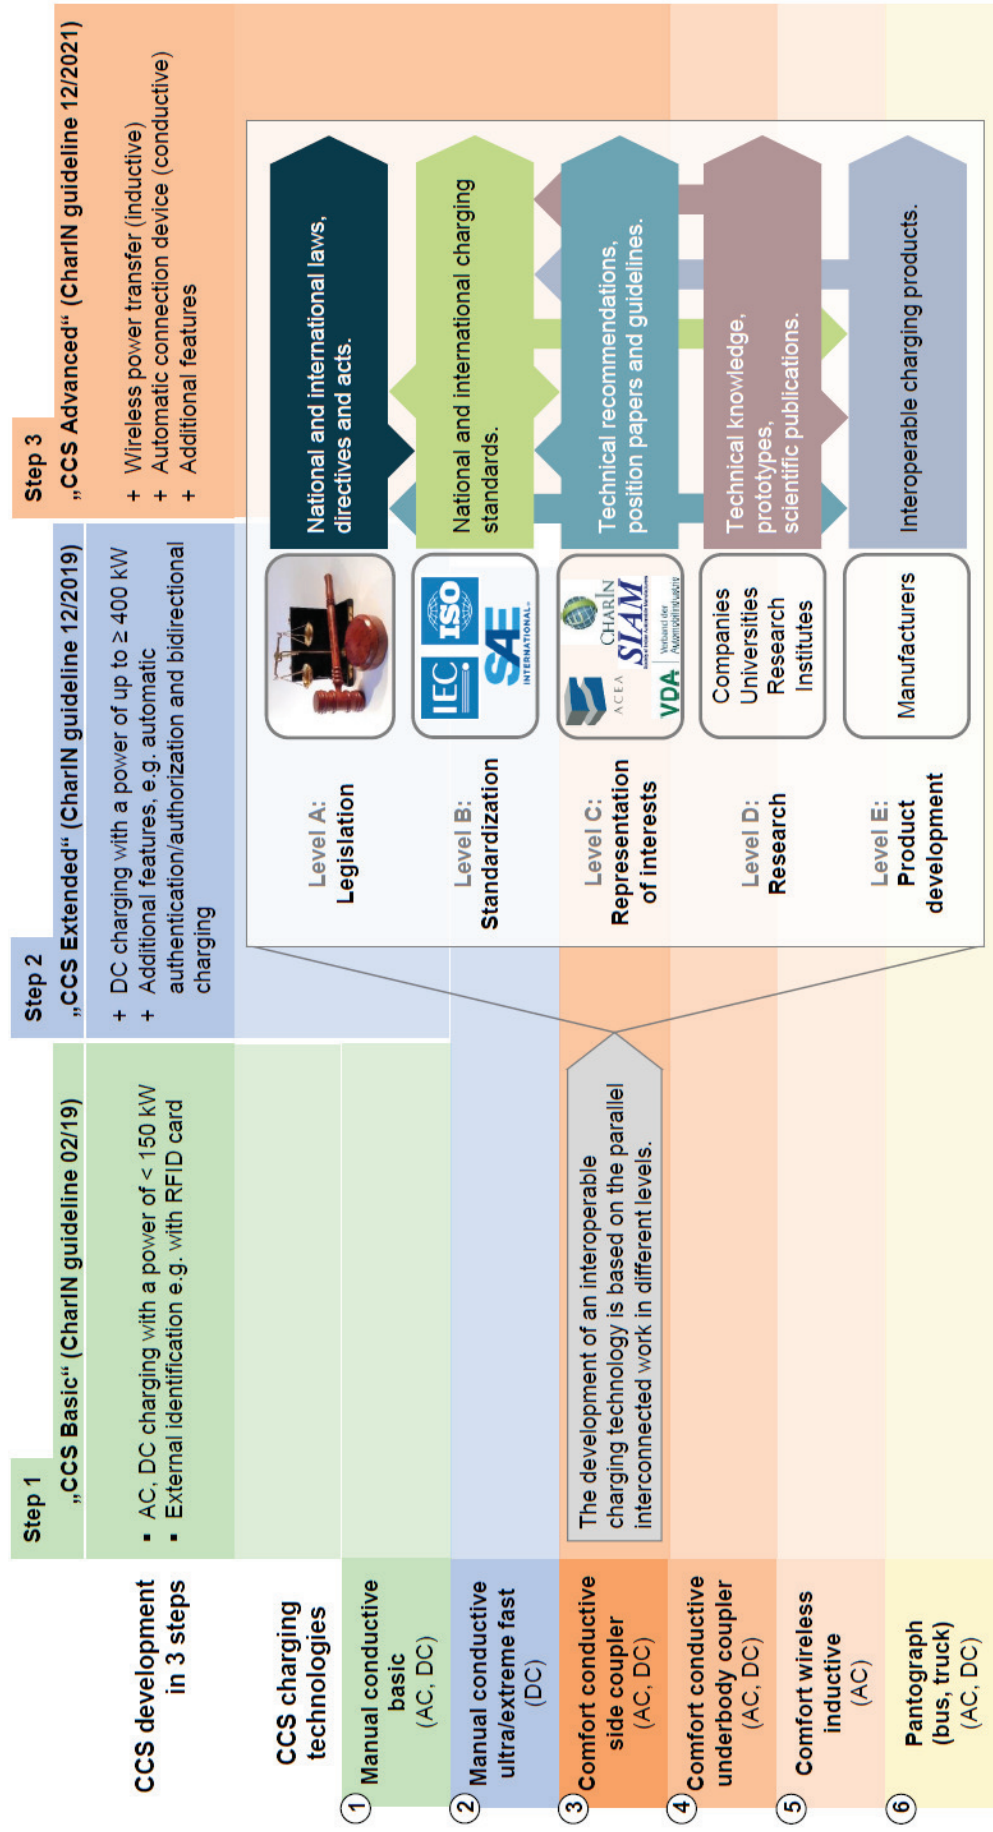 CCS development
in 3 steps
Step 1
„CCS Basic“ (CharIN guideline 02/19)
▪ AC, DC charging with a power of < 150 kW
▪ External identification e.g. with RFID card
Step 2
„CCS Extended“ (CharIN guideline 12/2019)
+ DC charging with a power of up to ≥ 400 kW
+ Additional features, e.g. automatic
authentication/authorization and bidirectional
charging
Step 3
„CCS Advanced“ (CharIN guideline 12/2021)
+ Wireless power transfer (inductive)
+ Automatic connection device (conductive)
+ Additional features
CCS charging
technologies
1 Manual conductive
basic
(AC, DC)
2 Manual conductive
ultra/extreme fast
(DC)
3 Comfort conductive
side coupler
(AC, DC)
4 Comfort conductive
underbody coupler
(AC, DC)
5 Comfort wireless
inductive
(AC)
6 Pantograph
(bus, truck)
(AC, DC)
The development of an interoperable
charging technology is based on the parallel
interconnected work in different levels.
Level A:
Legislation
National and international laws,
directives and acts.
Level B:
Standardization
IEC
ISO
SAE
INTERNATIONAL®
National and international charging
standards.
Level C:
Representation
of interests
ACEA
CHARIN
SIAM
VDA
Verband der
Automobilindustrie
Technical recommendations,
position papers and guidelines.
Level D:
Research
Companies
Universities
Research
Institutes
Technical knowledge,
prototypes,
scientific publications.
Level E:
Product
development
Manufacturers
Interoperable charging products.